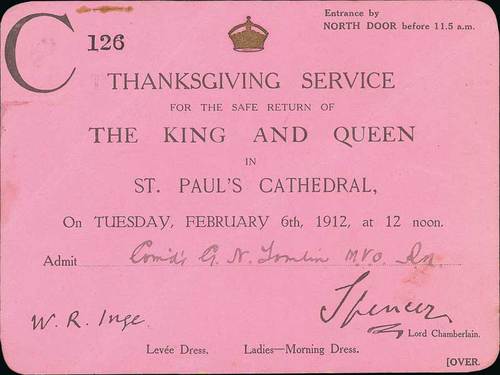 C
126
Entrance by
NORTH DOOR before 11.5 a.m.
THANKSGIVING SERVICE
FOR THE SAFE RETURN OF
THE KING AND QUEEN
IN
ST. PAUL'S CATHEDRAL,
On TUESDAY, FEBRUARY 6th, 1912, at 12 noon.
Admit Comdr G. N. Tomlin M.V.O. R.N.
W. R. Inge.
Spencer
Lord Chamberlain.
Levée Dress. Ladies—Morning Dress.
[OVER.